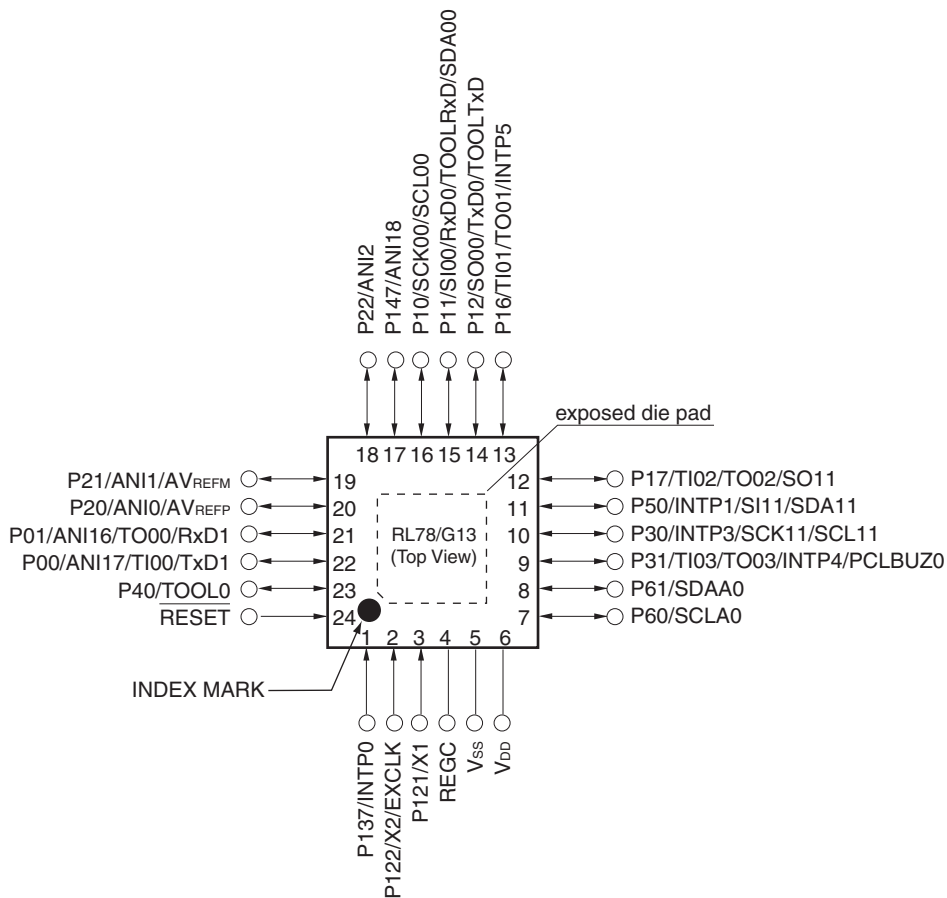 P22/ANI2
P147/ANI18
P10/SCK00/SCL00
P11/SI00/RxD0/TOOLRxD/SDA00
P12/SO00/TxD0/TOOLTxD
P16/TI01/TO01/INTP5
exposed die pad
18 17 16 15 14 13
P21/ANI1/AVREFM
19
12
P17/TI02/TO02/SO11
P20/ANI0/AVREFP
20
11
P50/INTP1/SI11/SDA11
P01/ANI16/TO00/RxD1
21
10
P30/INTP3/SCK11/SCL11
P00/ANI17/TI00/TxD1
22
9
P31/TI03/TO03/INTP4/PCLBUZ0
P40/TOOL0
23
8
P61/SDAA0
RESET
24
7
P60/SCLA0
RL78/G13
(Top View)
1 2 3 4 5 6
INDEX MARK
P137/INTP0
P122/X2/EXCLK
P121/X1
REGC
VSS
VDD